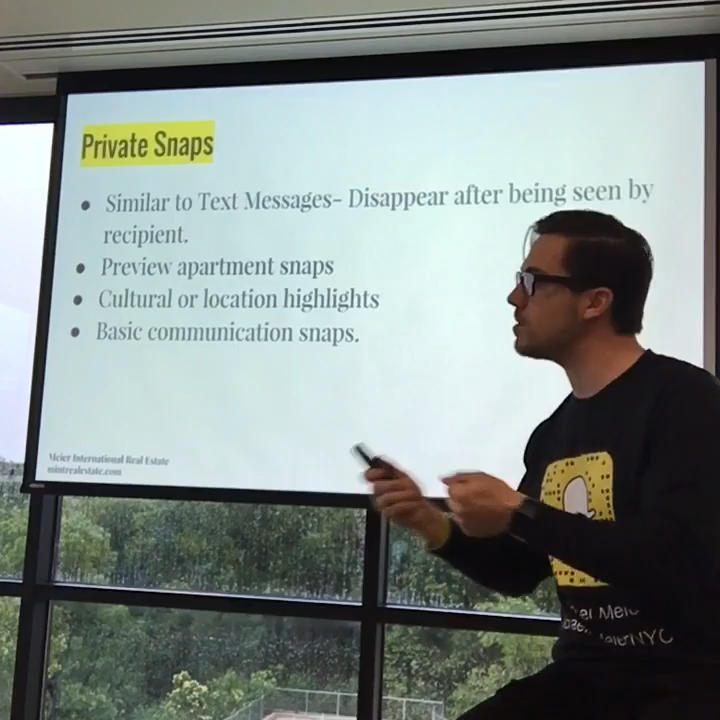 Private Snaps
• Similar to Text Messages- Disappear after being seen by
recipient.
• Preview apartment snaps
• Cultural or location highlights
• Basic communication snaps.
Meier International Real Estate
mintrealestate.com
NYC